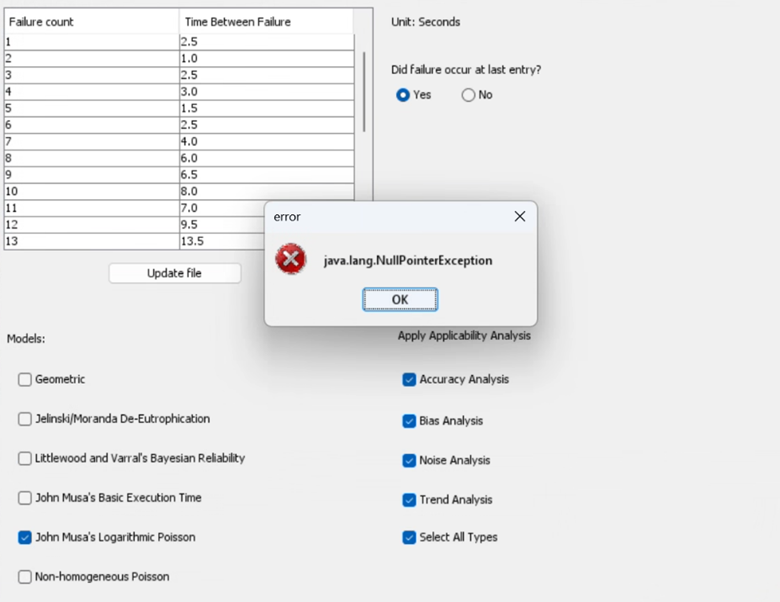 Failure count Time Between Failure
1 2.5
2 1.0
3 2.5
4 3.0
5 1.5
6 2.5
7 4.0
8 6.0
9 6.5
10 8.0
11 7.0
12 9.5
13 13.5
Update file
Unit: Seconds
Did failure occur at last entry?
Yes No
error
java.lang.NullPointerException
OK
Models:
Geometric
Jelinski/Moranda De-Eutrophication
Littlewood and Varral's Bayesian Reliability
John Musa's Basic Execution Time
John Musa's Logarithmic Poisson
Non-homogeneous Poisson
Apply Applicability Analysis
Accuracy Analysis
Bias Analysis
Noise Analysis
Trend Analysis
Select All Types